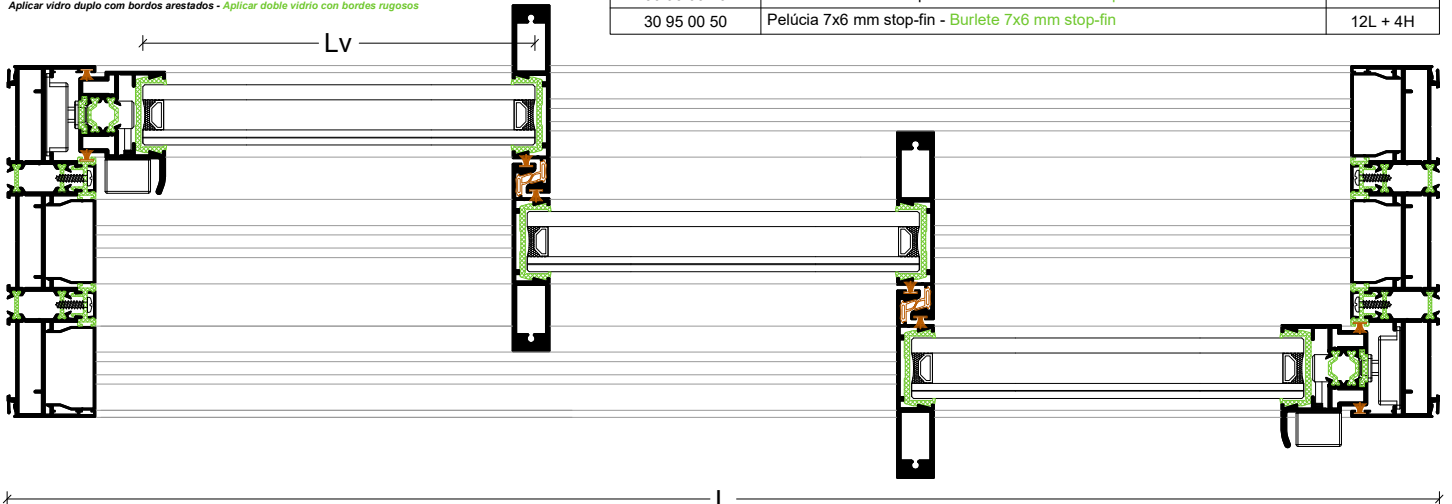 Aplicar vidro duplo com bordos arestados - Aplicar doble vidrio con bordes rugosos
30 95 00 50 Pelúcia 7x6 mm stop-fin - Burlete 7x6 mm stop-fin 12L + 4H
Lv
L